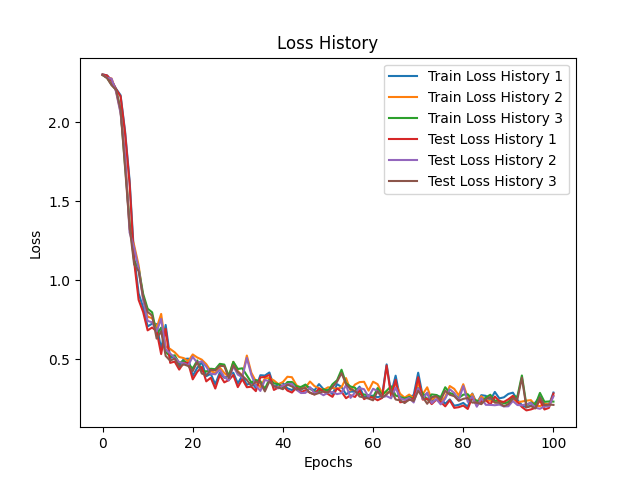 Loss History
Train Loss History 1
Train Loss History 2
Train Loss History 3
Test Loss History 1
Test Loss History 2
Test Loss History 3
Loss
2.0
1.5
1.0
0.5
0
20
40
60
80
100
Epochs